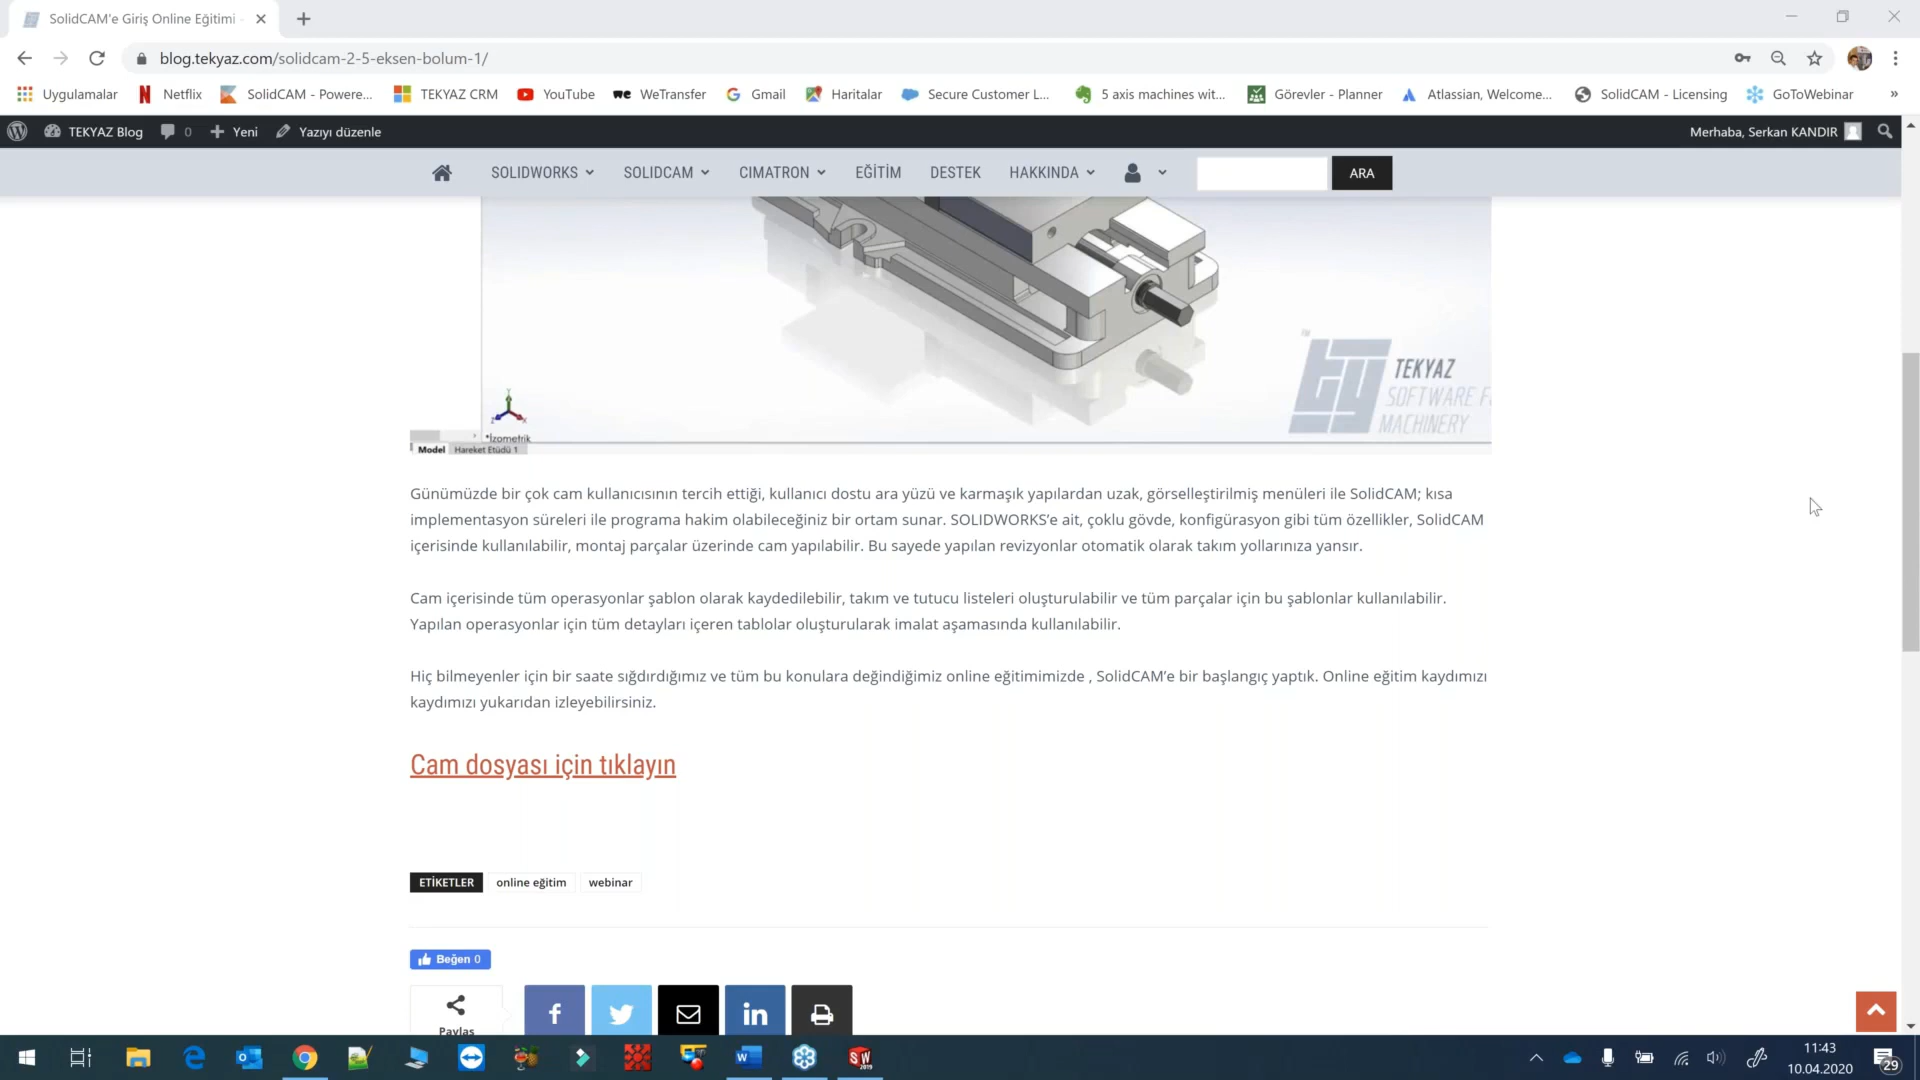 SolidCAM'e Giriş Online Eğitimi -
blog.tekyaz.com/solidcam-2-5-eksen-bolum-1/
Uygulamalar Netflix SolidCAM - Powere... TEKYAZ CRM YouTube WeTransfer Gmail Haritalar Secure Customer L... 5 axis machines wit... Görevler - Planner Atlassian, Welcome... SolidCAM - Licensing GoToWebinar »
TEKYAZ Blog 0 Yeni Yazıyı düzenle Merhaba, Serkan KANDIR
SOLIDWORKS SOLIDCAM CIMATRON EĞİTİM DESTEK HAKKINDA ARA
TEKYAZ
SOFTWARE F
MACHINERY
*İzometrik
Model Hareket Etüdü 1
Günümüzde bir çok cam kullanıcısının tercih ettiği, kullanıcı dostu ara yüzü ve karmaşık yapılardan uzak, görselleştirilmiş menüleri ile SolidCAM; kısa
implementasyon süreleri ile programa hakim olabileceğiniz bir ortam sunar. SOLIDWORKS’e ait, çoklu gövde, konfigürasyon gibi tüm özellikler, SolidCAM
içerisinde kullanılabilir, montaj parçalar üzerinde cam yapılabilir. Bu sayede yapılan revizyonlar otomatik olarak takım yollarınıza yansır.
Cam içerisinde tüm operasyonlar şablon olarak kaydedilebilir, takım ve tutucu listeleri oluşturulabilir ve tüm parçalar için bu şablonlar kullanılabilir.
Yapılan operasyonlar için tüm detayları içeren tablolar oluşturularak imalat aşamasında kullanılabilir.
Hiç bilmeyenler için bir saate sığdırdığımız ve tüm bu konulara değindiğimiz online eğitimimizde , SolidCAM’e bir başlangıç yaptık. Online eğitim kaydımızı
kaydımızı yukarıdan izleyebilirsiniz.
Cam dosyası için tıklayın
ETİKETLER online eğitim webinar
Beğen 0
Paylaş
11:43
10.04.2020
29